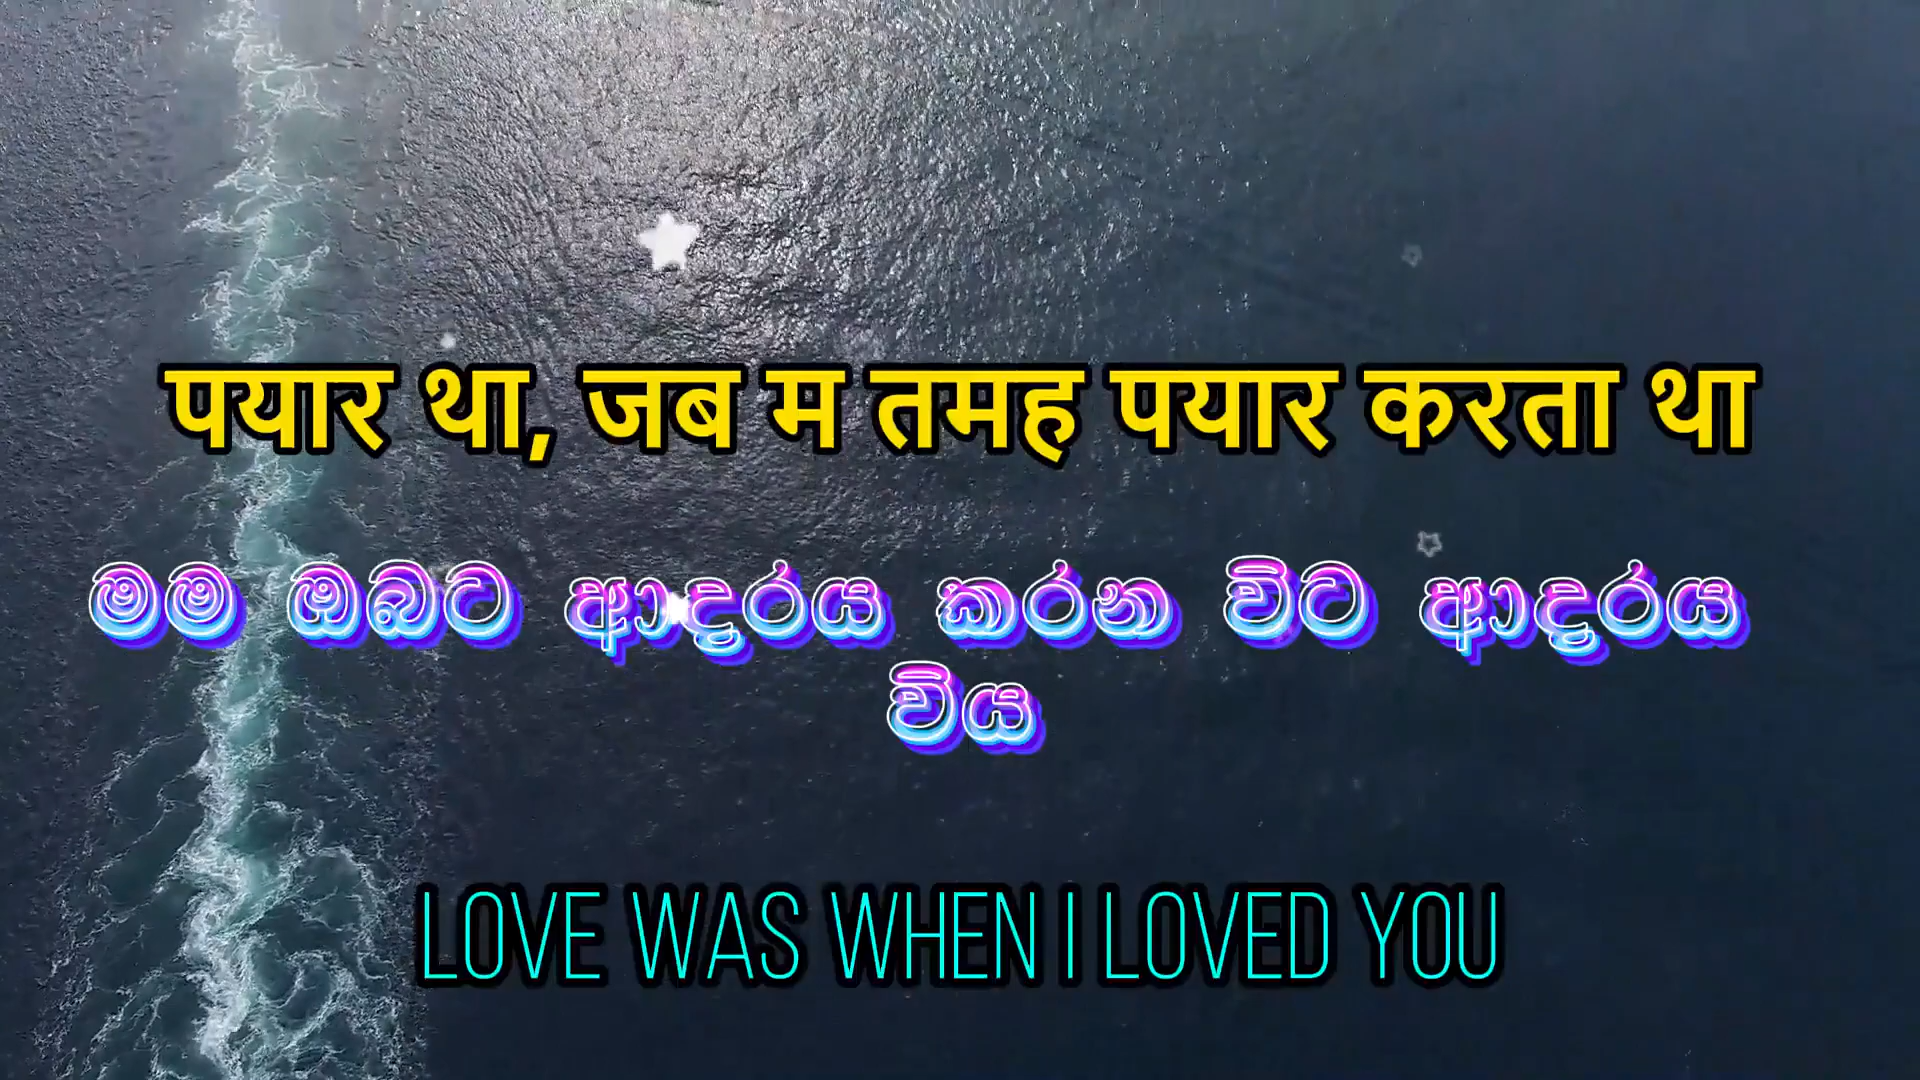 पयार था, जब म तमह पयार करता था
මම ඔබට ආදරය කරන විට ආදරය
විය
LOVE WAS WHEN I LOVED YOU